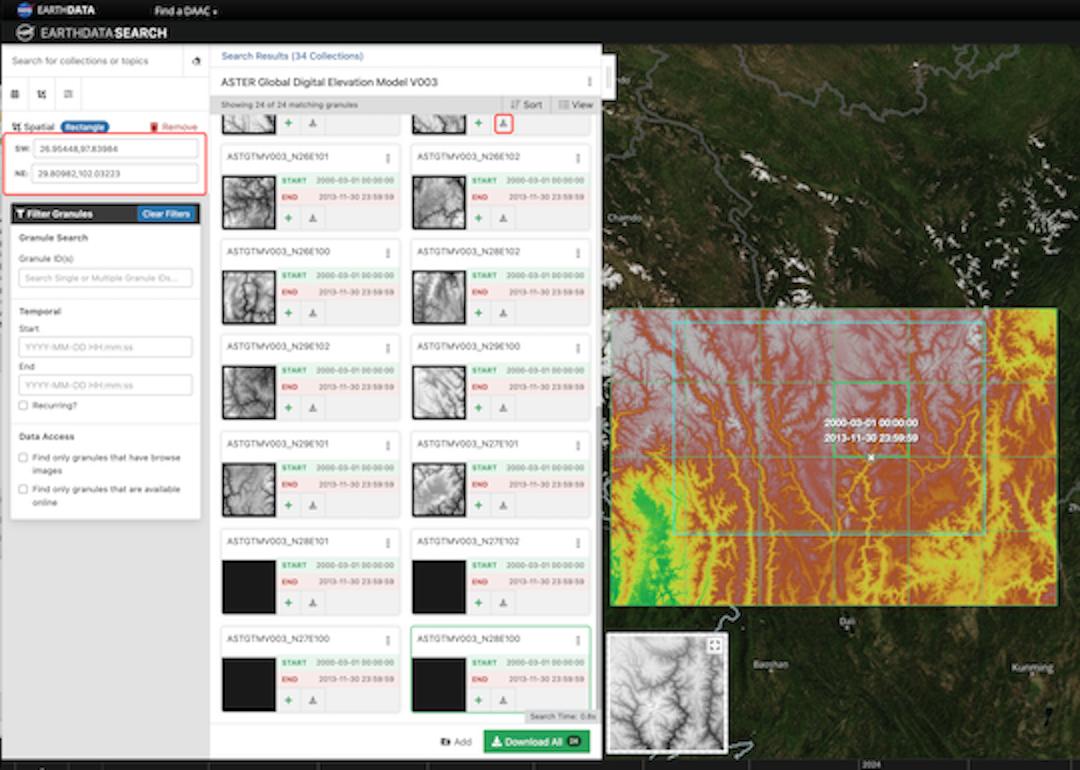 EARTHDATA
Find a DAAC
EARTHDATA SEARCH
Search for collections or topics
Spatial Rectangle Remove
SW: 26.95448,97.83984
NE: 29.80982,102.03223
Filter Granules Clear Filters
Granule Search
Granule ID(s)
Search Single or Multiple Granule IDs...
Temporal
Start
YYYY-MM-DD HH:mm:ss
End
YYYY-MM-DD HH:mm:ss
Recurring?
Data Access
Find only granules that have browse
images
Find only granules that are available
online
Search Results (34 Collections)
ASTER Global Digital Elevation Model V003
Showing 24 of 24 matching granules
Sort View
ASTGTMV003_N26E101
START 2000-03-01 00:00:00
END 2013-11-30 23:59:59
ASTGTMV003_N26E102
START 2000-03-01 00:00:00
END 2013-11-30 23:59:59
ASTGTMV003_N26E100
START 2000-03-01 00:00:00
END 2013-11-30 23:59:59
ASTGTMV003_N28E102
START 2000-03-01 00:00:00
END 2013-11-30 23:59:59
ASTGTMV003_N29E102
START 2000-03-01 00:00:00
END 2013-11-30 23:59:59
ASTGTMV003_N29E100
START 2000-03-01 00:00:00
END 2013-11-30 23:59:59
ASTGTMV003_N29E101
START 2000-03-01 00:00:00
END 2013-11-30 23:59:59
ASTGTMV003_N27E101
START 2000-03-01 00:00:00
END 2013-11-30 23:59:59
ASTGTMV003_N28E101
START 2000-03-01 00:00:00
END 2013-11-30 23:59:59
ASTGTMV003_N27E102
START 2000-03-01 00:00:00
END 2013-11-30 23:59:59
ASTGTMV003_N27E100
START 2000-03-01 00:00:00
END 2013-11-30 23:59:59
ASTGTMV003_N28E100
START 2000-03-01 00:00:00
END 2013-11-30 23:59:59
Search Time: 0.8s
Add Download All 24
Chamdo
2000-03-01 00:00:00
2013-11-30 23:59:59
Dali
Baoshan
Kunming
2024